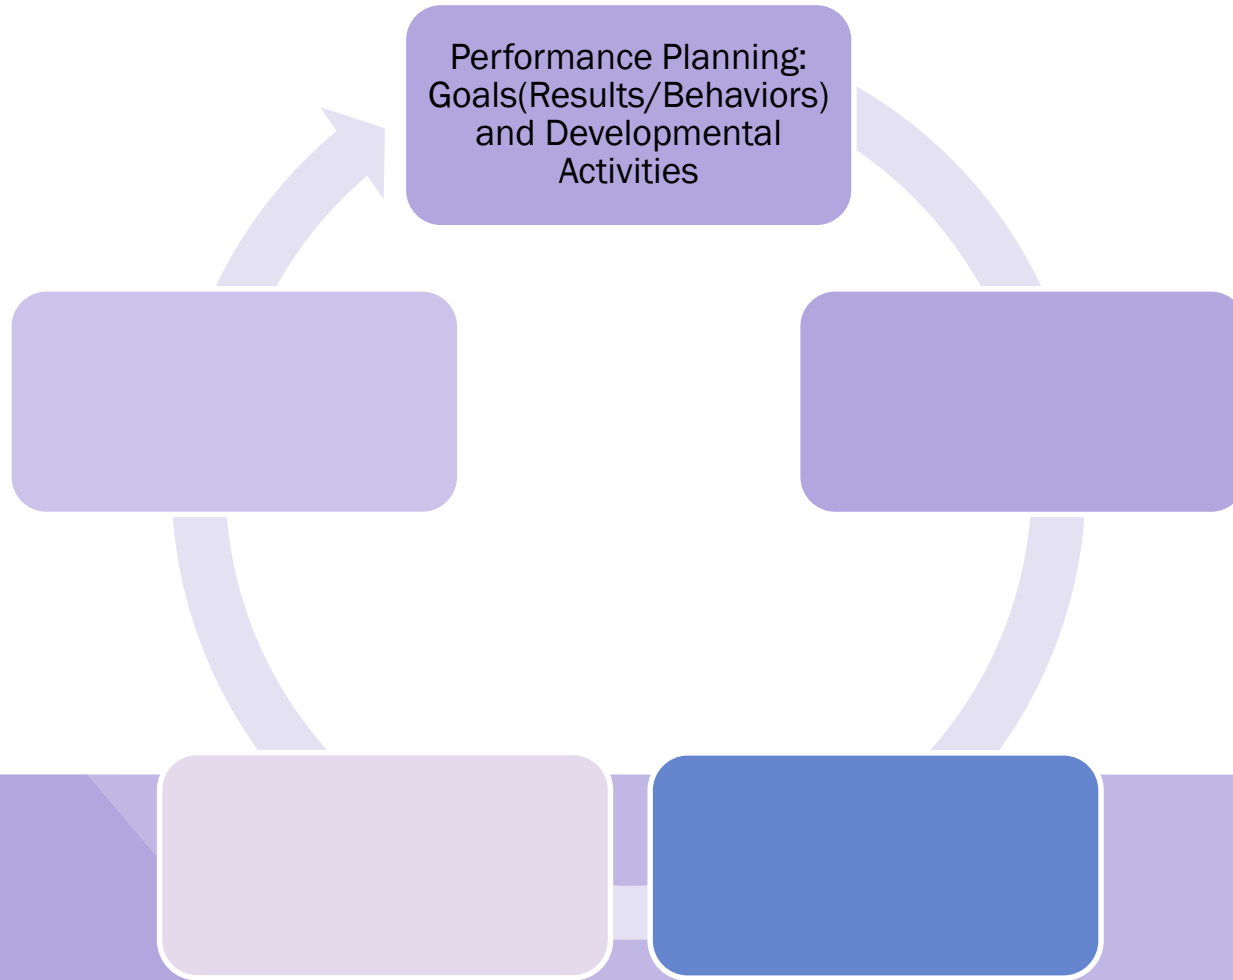 Performance Planning:
Goals(Results/Behaviors)
and Developmental
Activities